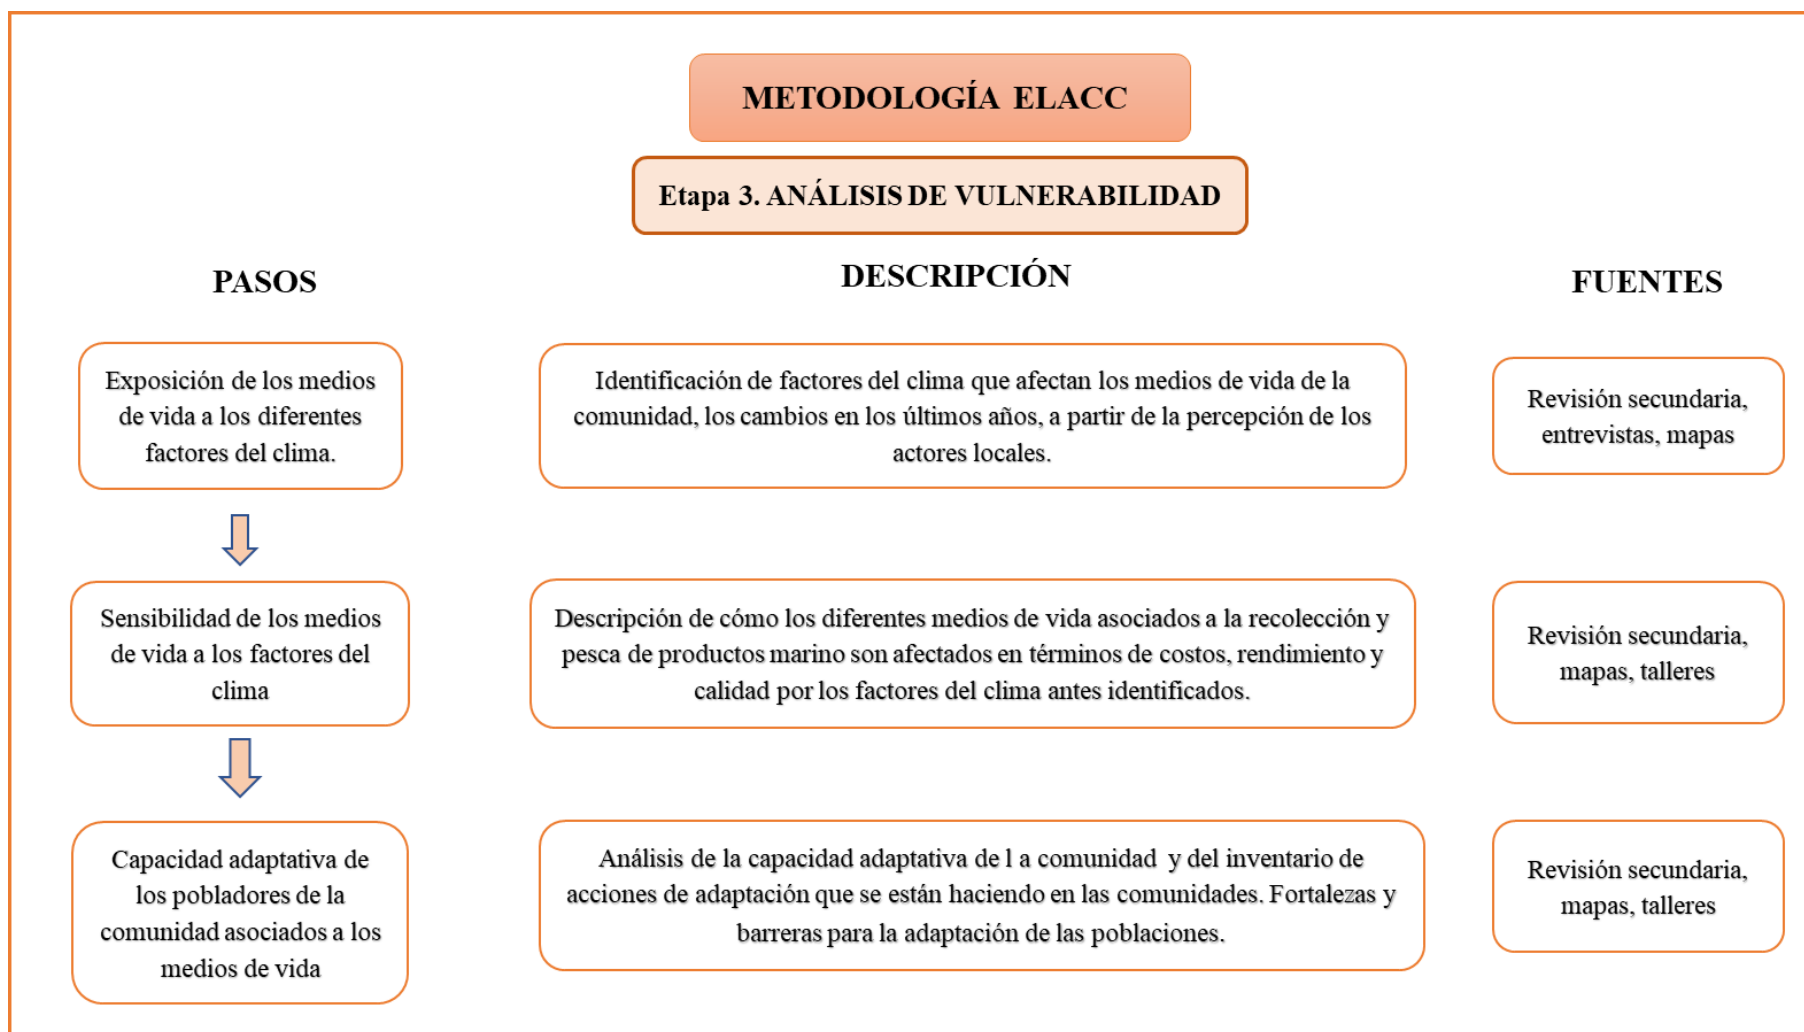 METODOLOGÍA ELACC
Etapa 3. ANÁLISIS DE VULNERABILIDAD
PASOS
DESCRIPCIÓN
FUENTES
Exposición de los medios
de vida a los diferentes
factores del clima.
Identificación de factores del clima que afectan los medios de vida de la
comunidad, los cambios en los últimos años, a partir de la percepción de los
actores locales.
Revisión secundaria,
entrevistas, mapas
Sensibilidad de los medios
de vida a los factores del
clima
Descripción de cómo los diferentes medios de vida asociados a la recolección y
pesca de productos marino son afectados en términos de costos, rendimiento y
calidad por los factores del clima antes identificados.
Revisión secundaria,
mapas, talleres
Capacidad adaptativa de
los pobladores de la
comunidad asociados a los
medios de vida
Análisis de la capacidad adaptativa de l a comunidad y del inventario de
acciones de adaptación que se están haciendo en las comunidades. Fortalezas y
barreras para la adaptación de las poblaciones.
Revisión secundaria,
mapas, talleres